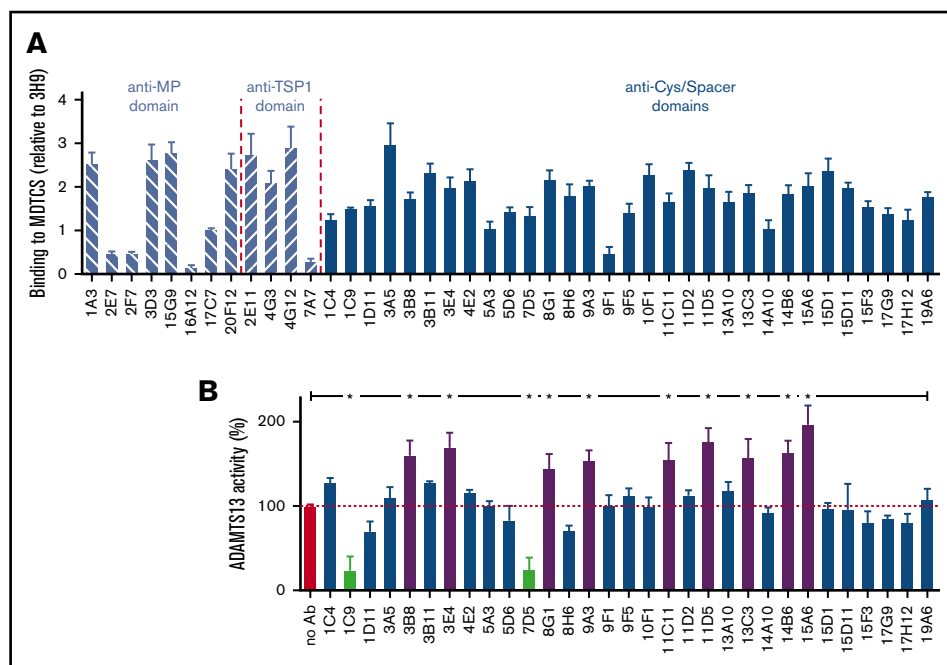 A
anti-MP
domain
anti-TSP1
domain
anti-Cys/Spacer
domains
Binding to MDTCS (relative to 3H9)
4
3
2
1
0
1A3 2E7 2F7 3D3 15G9 16A12 17C7 20F12 2E11 4G3 4G12 7A7 1C4 1C9 1D11 3A5 3B8 3B11 3E4 4E2 5A3 5D6 7D5 8G1 8H6 9A3 9F1 9F5 10F1 11C11 11D2 11D5 13A10 13C3 14A10 14B6 15A6 15D1 15D11 15F3 17G9 17H12 19A6
B
* * * * * * * * * * *
ADAMTS13 activity (%)
200
100
0
no Ab 1C4 1C9 1D11 3A5 3B8 3B11 3E4 4E2 5A3 5D6 7D5 8G1 8H6 9A3 9F1 9F5 10F1 11C11 11D2 11D5 13A10 13C3 14A10 14B6 15A6 15D1 15D11 15F3 17G9 17H12 19A6